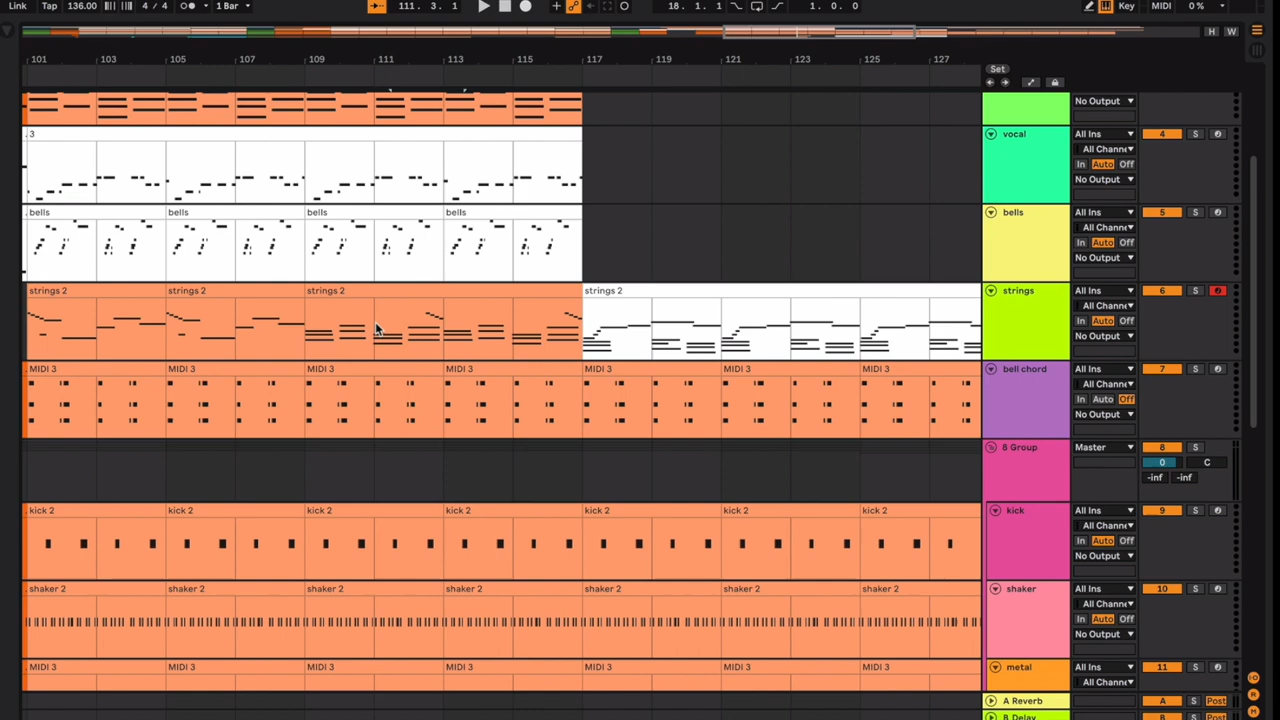 Link Tap 136.00 4 / 4 1 Bar 111. 3. 1 18. 1. 1 1. 0. 0 Key MIDI 0 %
H W
101 103 105 107 109 111 113 115 117 119 121 123 125 127
Set
No Output
. 3 vocal All Ins 4 S
All Channe
In Auto Off
No Output
bells bells bells bells bells All Ins 5 S
All Channe
In Auto Off
No Output
strings 2 strings 2 strings 2 strings 2 strings All Ins 6 S
All Channe
In Auto Off
No Output
MIDI 3 MIDI 3 MIDI 3 MIDI 3 MIDI 3 MIDI 3 MIDI 3 bell chord All Ins 7 S
All Channe
In Auto Off
No Output
8 Group Master 8 S
0 C
-inf -inf
kick 2 kick 2 kick 2 kick 2 kick 2 kick 2 kick 2 kick All Ins 9 S
All Channe
In Auto Off
No Output
shaker 2 shaker 2 shaker 2 shaker 2 shaker 2 shaker 2 shaker 2 shaker All Ins 10 S
All Channe
In Auto Off
No Output
MIDI 3 MIDI 3 MIDI 3 MIDI 3 MIDI 3 MIDI 3 MIDI 3 metal All Ins 11 S
All Channe
A Reverb A S Post
B Delay B S Post